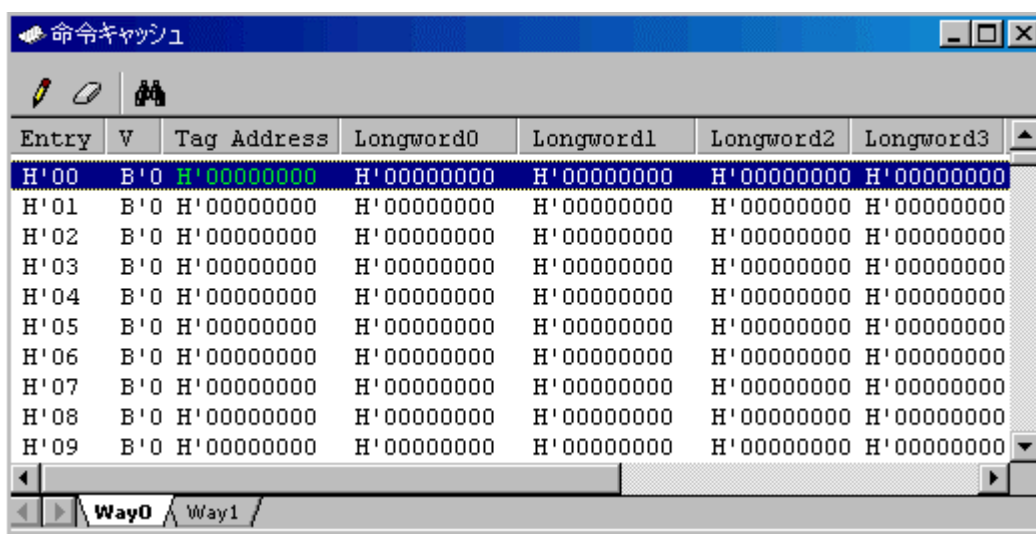 命令キャッシュ
Entry V Tag Address Longword0 Longword1 Longword2 Longword3
H'00 B'0 H'00000000 H'00000000 H'00000000 H'00000000 H'00000000
H'01 B'0 H'00000000 H'00000000 H'00000000 H'00000000 H'00000000
H'02 B'0 H'00000000 H'00000000 H'00000000 H'00000000 H'00000000
H'03 B'0 H'00000000 H'00000000 H'00000000 H'00000000 H'00000000
H'04 B'0 H'00000000 H'00000000 H'00000000 H'00000000 H'00000000
H'05 B'0 H'00000000 H'00000000 H'00000000 H'00000000 H'00000000
H'06 B'0 H'00000000 H'00000000 H'00000000 H'00000000 H'00000000
H'07 B'0 H'00000000 H'00000000 H'00000000 H'00000000 H'00000000
H'08 B'0 H'00000000 H'00000000 H'00000000 H'00000000 H'00000000
H'09 B'0 H'00000000 H'00000000 H'00000000 H'00000000 H'00000000
Way0 Way1